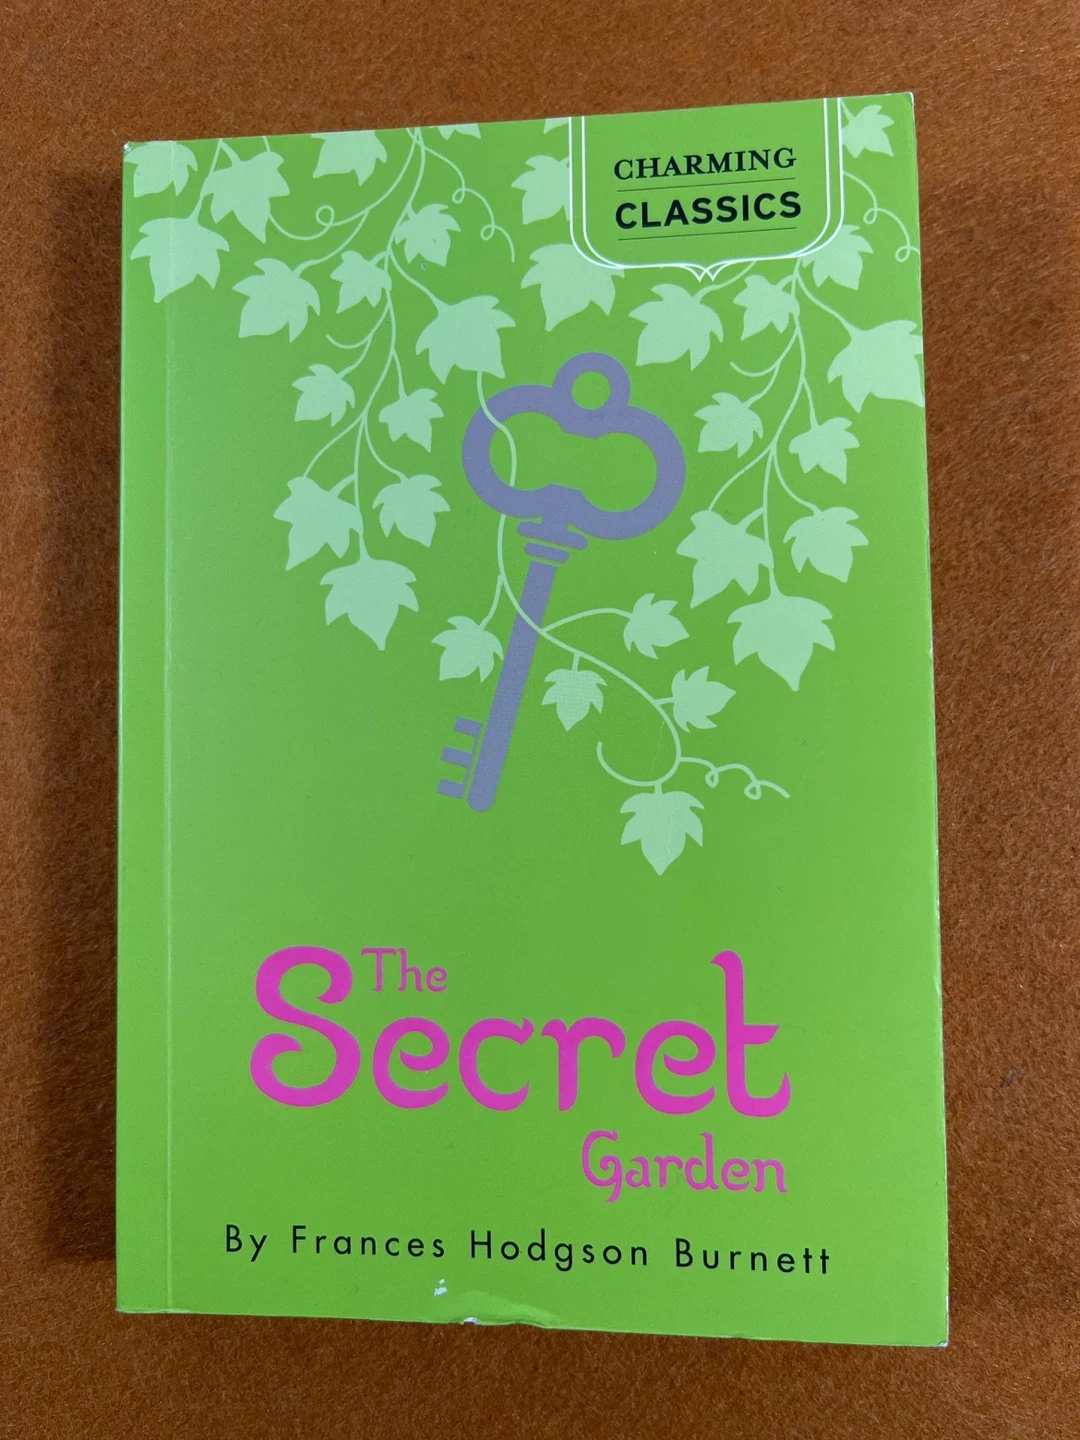 CHARMING
CLASSICS
The
Secret
Garden
By Frances Hodgson Burnett